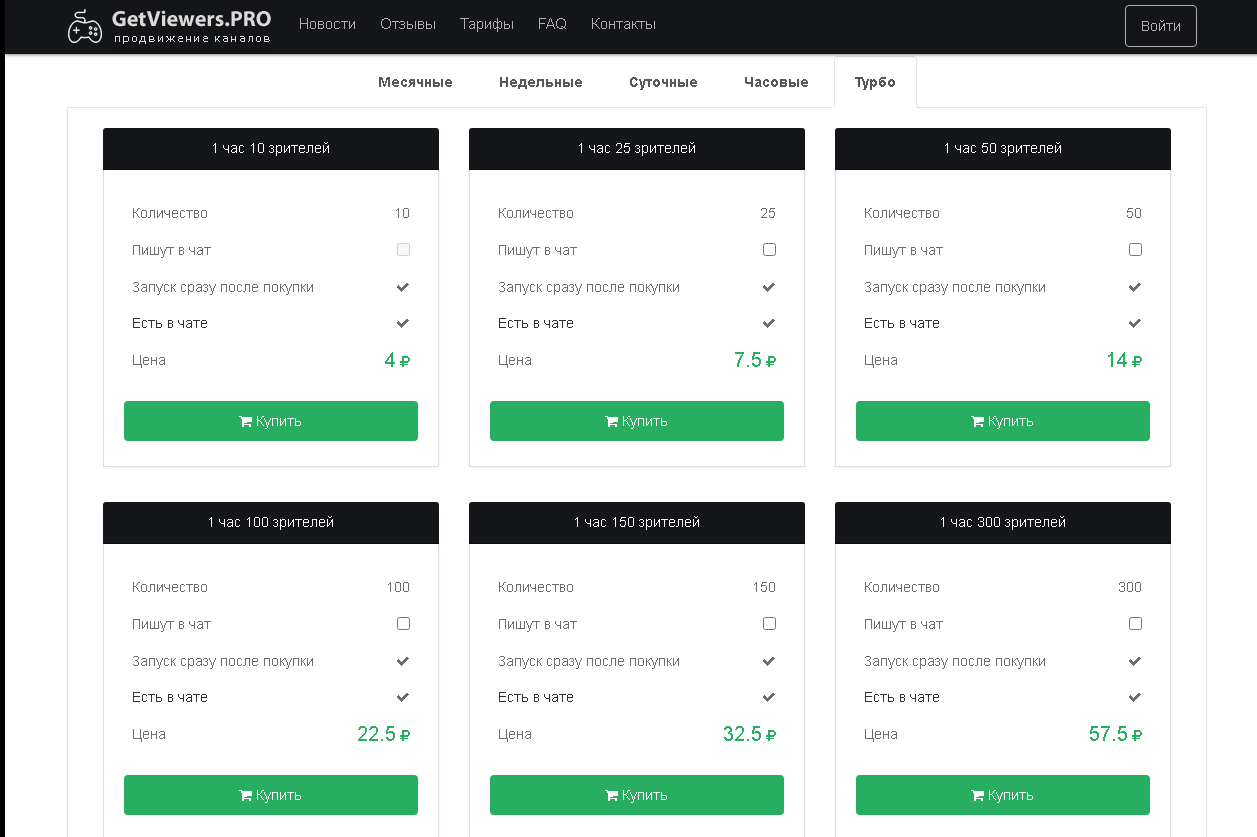 GetViewers.PRO
продвижение каналов
Новости Отзывы Тарифы FAQ Контакты Войти
Месячные Недельные Суточные Часовые Турбо
1 час 10 зрителей
Количество 10
Пишут в чат
Запуск сразу после покупки
Есть в чате
Цена 4 ₽
Купить
1 час 25 зрителей
Количество 25
Пишут в чат
Запуск сразу после покупки
Есть в чате
Цена 7.5 ₽
Купить
1 час 50 зрителей
Количество 50
Пишут в чат
Запуск сразу после покупки
Есть в чате
Цена 14 ₽
Купить
1 час 100 зрителей
Количество 100
Пишут в чат
Запуск сразу после покупки
Есть в чате
Цена 22.5 ₽
Купить
1 час 150 зрителей
Количество 150
Пишут в чат
Запуск сразу после покупки
Есть в чате
Цена 32.5 ₽
Купить
1 час 300 зрителей
Количество 300
Пишут в чат
Запуск сразу после покупки
Есть в чате
Цена 57.5 ₽
Купить